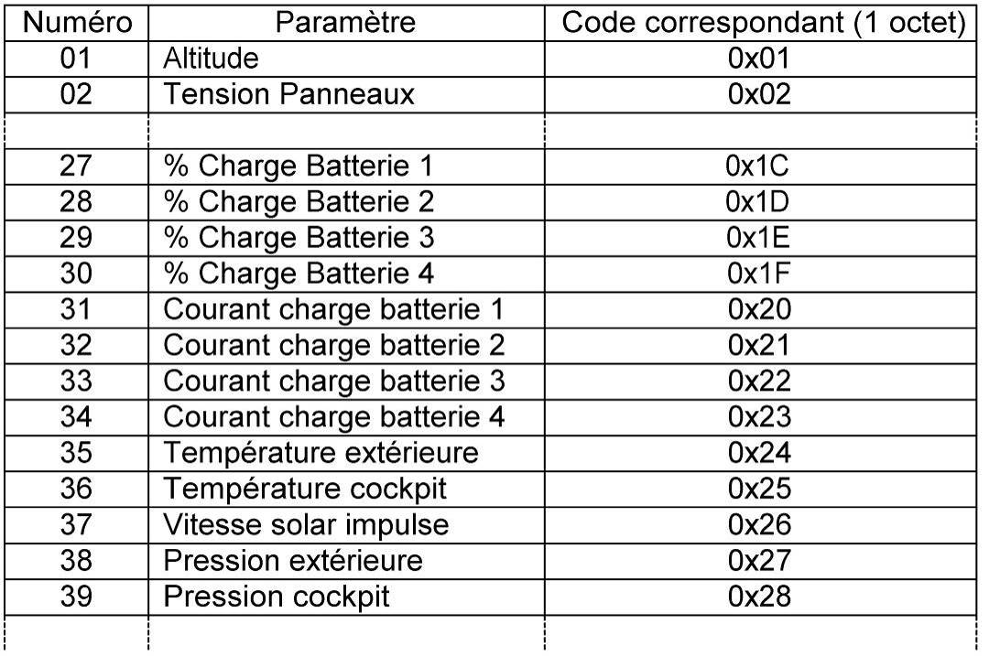 Numéro Paramètre Code correspondant (1 octet)
01 Altitude 0x01
02 Tension Panneaux 0x02
27 % Charge Batterie 1 0x1C
28 % Charge Batterie 2 0x1D
29 % Charge Batterie 3 0x1E
30 % Charge Batterie 4 0x1F
31 Courant charge batterie 1 0x20
32 Courant charge batterie 2 0x21
33 Courant charge batterie 3 0x22
34 Courant charge batterie 4 0x23
35 Température extérieure 0x24
36 Température cockpit 0x25
37 Vitesse solar impulse 0x26
38 Pression extérieure 0x27
39 Pression cockpit 0x28